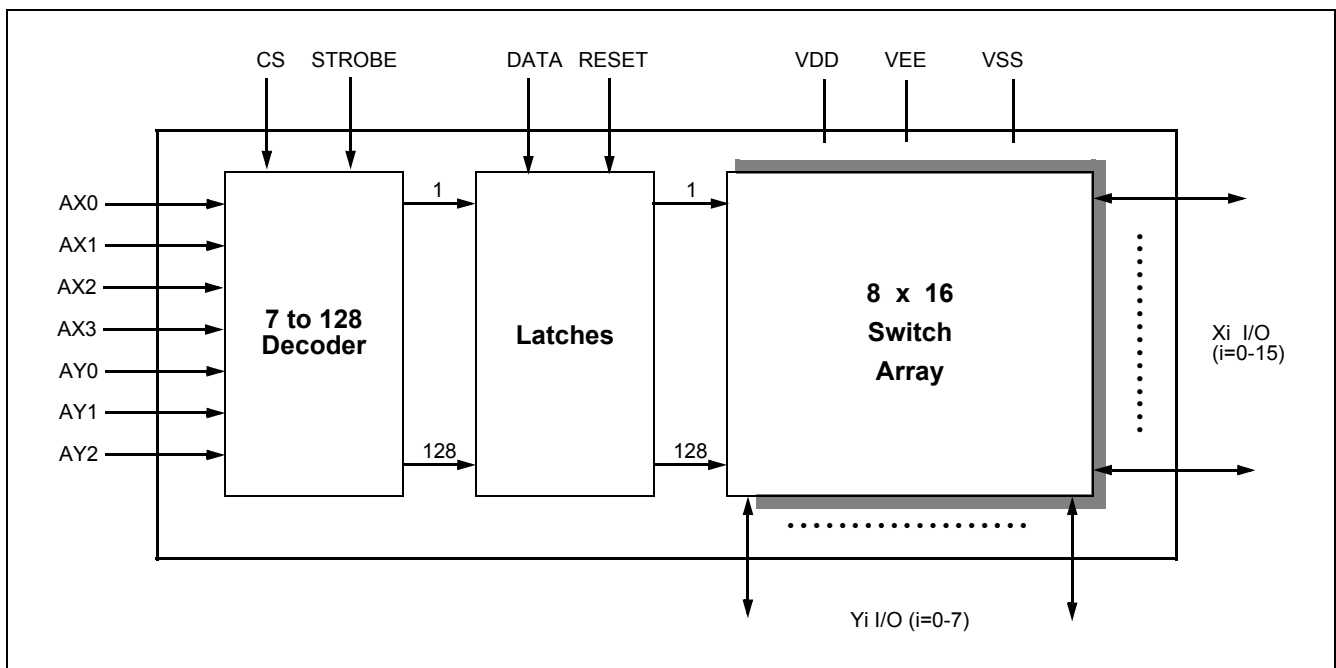 CS STROBE DATA RESET VDD VEE VSS
AX0
AX1
AX2
AX3
AY0
AY1
AY2
7 to 128
Decoder
1
128
Latches
1
128
8 x 16
Switch
Array
Xi I/O
(i=0-15)
Yi I/O (i=0-7)